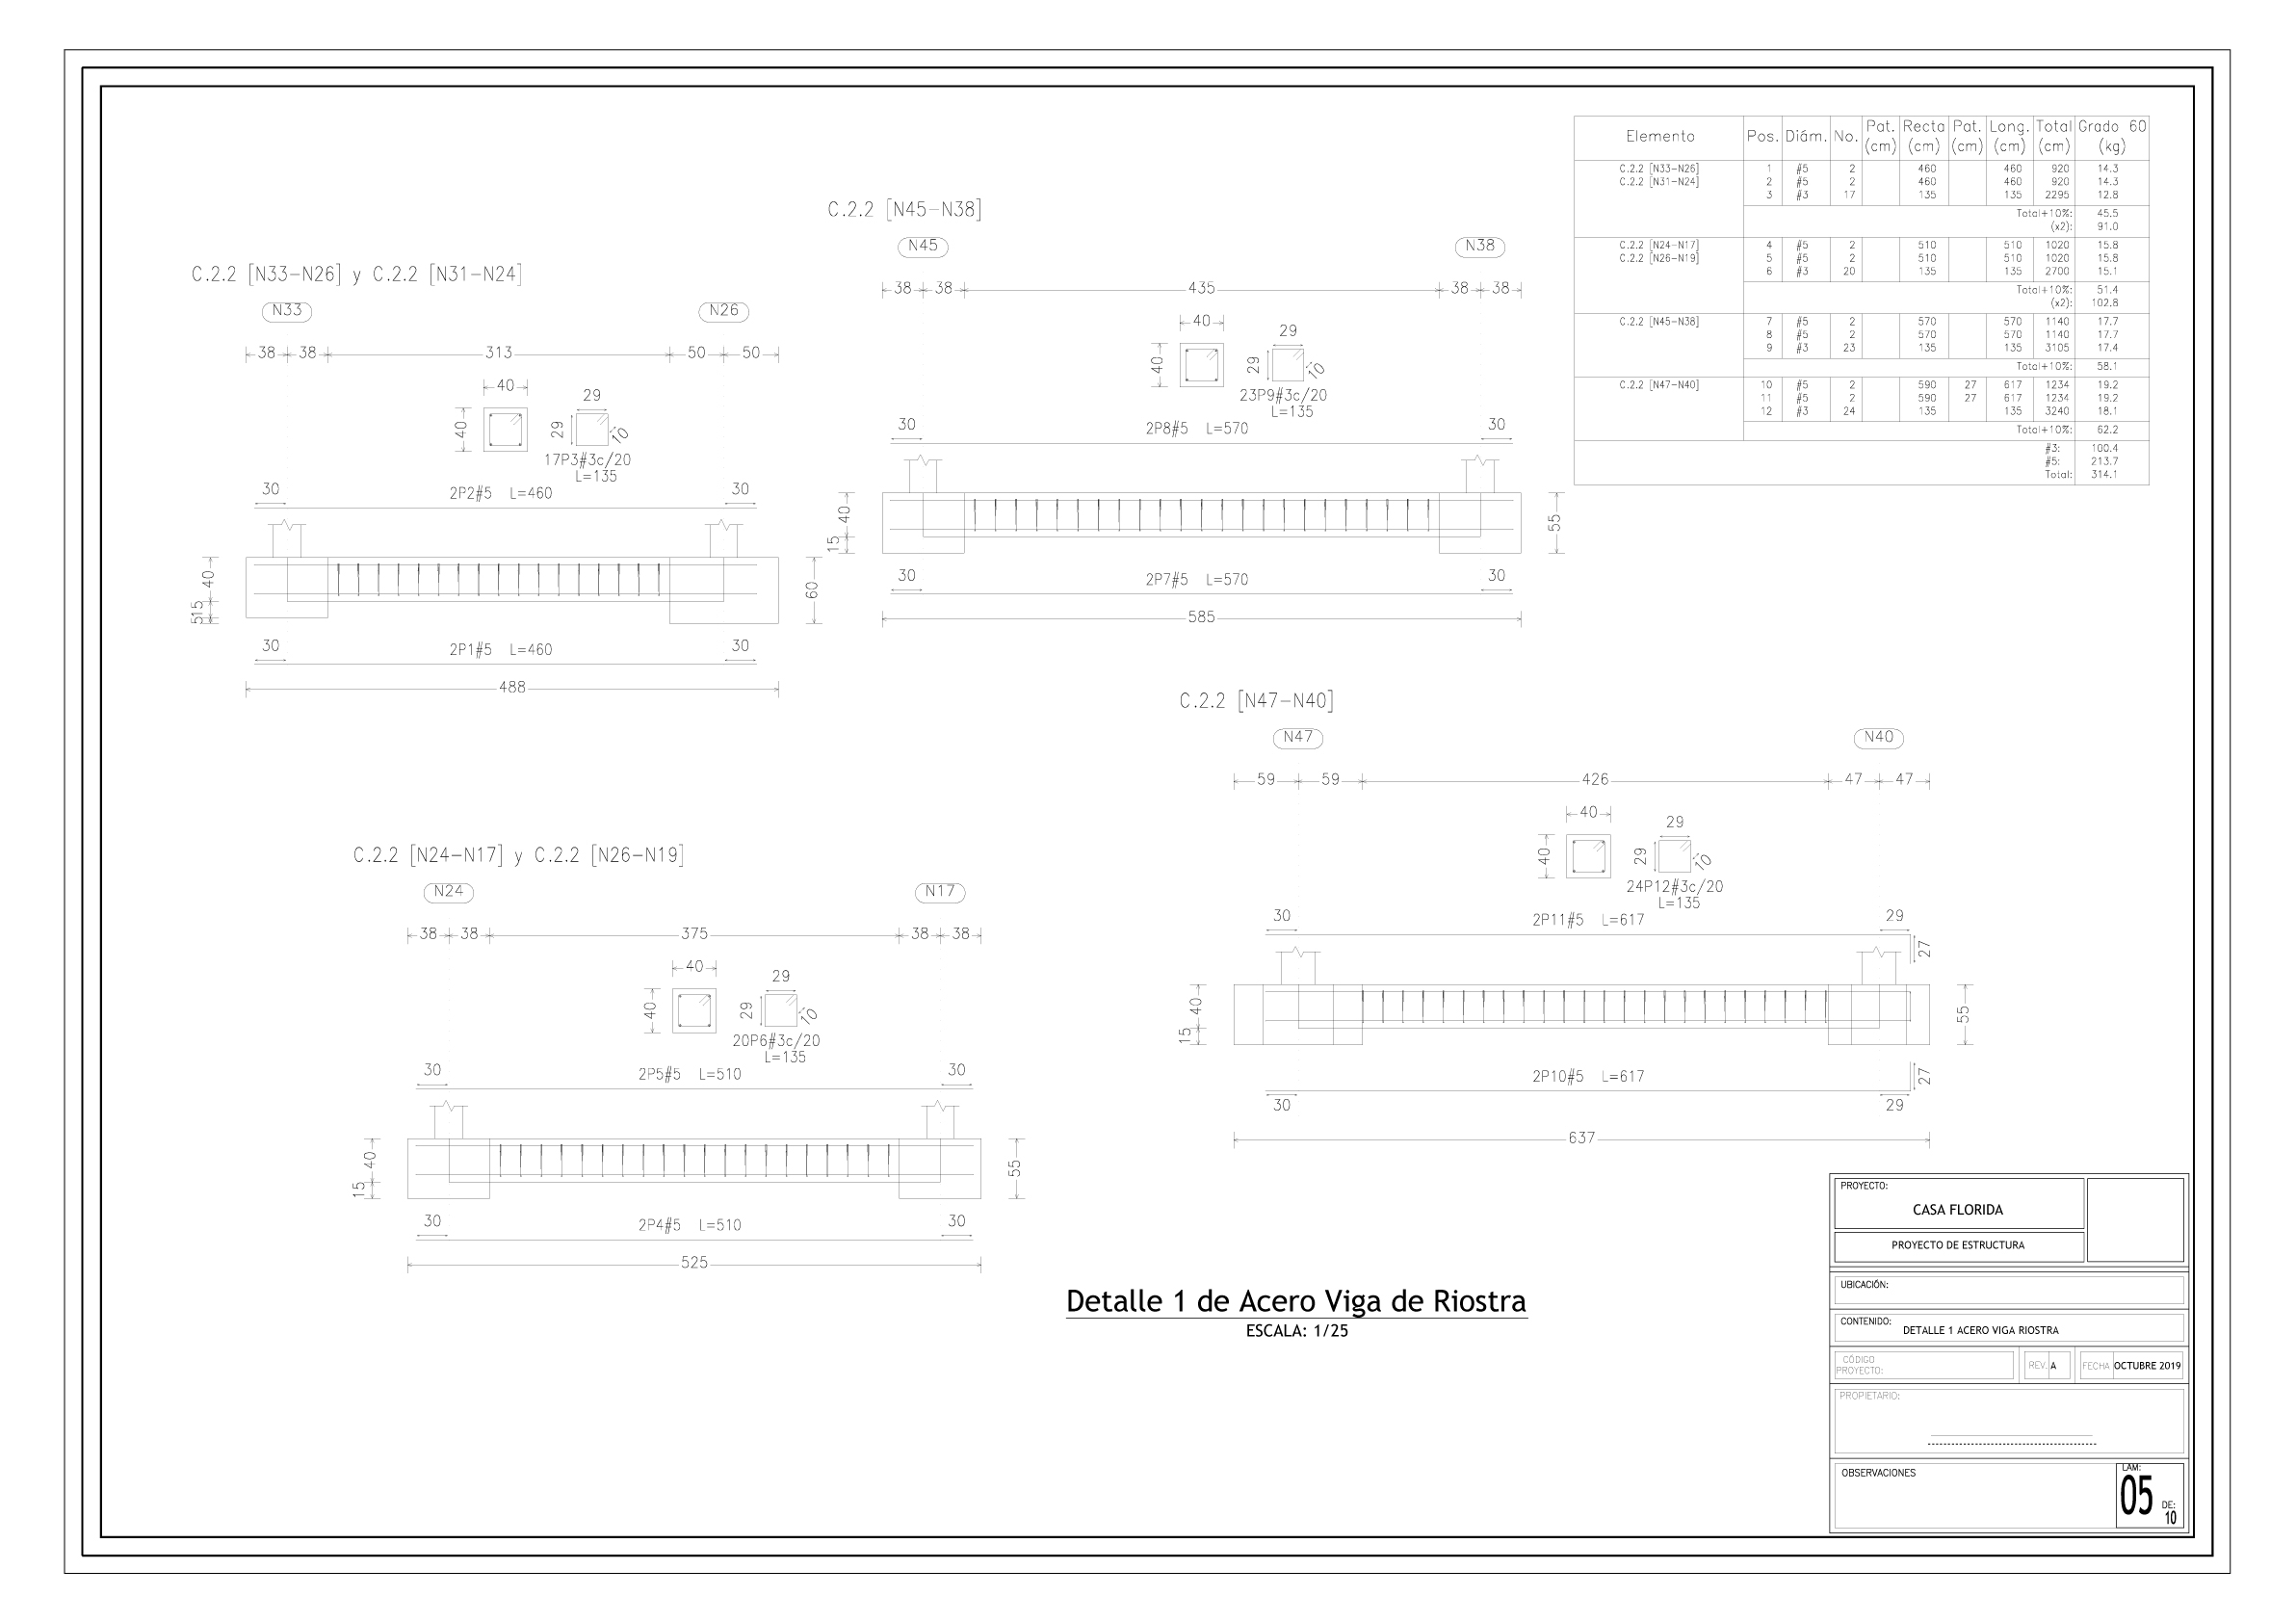 C.2.2 [N33-N26] y C.2.2 [N31-N24]
N33 N26
38 38 313 50 50
40
40
29
29
10
17P3#3c/20
L=135
30 2P2#5 L=460 30
40
15
5
60
30 2P1#5 L=460 30
488
C.2.2 [N45-N38]
N45 N38
38 38 435 38 38
40
40
29
29
10
23P9#3c/20
L=135
30 2P8#5 L=570 30
40
15
55
30 2P7#5 L=570 30
585
Elemento Pos. Diám. No. Pat. (cm) Recta (cm) Pat. (cm) Long. (cm) Total (cm) Grado 60 (kg)
C.2.2 [N33-N26] 1 #5 2 460 460 920 14.3
C.2.2 [N31-N24] 2 #5 2 460 460 920 14.3
3 #3 17 135 135 2295 12.8
Total+10%: 45.5
(x2): 91.0
C.2.2 [N24-N17] 4 #5 2 510 510 1020 15.8
C.2.2 [N26-N19] 5 #5 2 510 510 1020 15.8
6 #3 20 135 135 2700 15.1
Total+10%: 51.4
(x2): 102.8
C.2.2 [N45-N38] 7 #5 2 570 570 1140 17.7
8 #5 2 570 570 1140 17.7
9 #3 23 135 135 3105 17.4
Total+10%: 58.1
C.2.2 [N47-N40] 10 #5 2 590 27 617 1234 19.2
11 #5 2 590 27 617 1234 19.2
12 #3 24 135 135 3240 18.1
Total+10%: 62.2
#3: 100.4
#5: 213.7
Total: 314.1
C.2.2 [N24-N17] y C.2.2 [N26-N19]
N24 N17
38 38 375 38 38
40
40
29
29
10
20P6#3c/20
L=135
30 2P5#5 L=510 30
40
15
55
30 2P4#5 L=510 30
525
C.2.2 [N47-N40]
N47 N40
59 59 426 47 47
40
40
29
29
10
24P12#3c/20
L=135
30 2P11#5 L=617 29
27
40
15
55
2P10#5 L=617
27
30 29
637
Detalle 1 de Acero Viga de Riostra
ESCALA: 1/25
PROYECTO:
CASA FLORIDA
PROYECTO DE ESTRUCTURA
UBICACIÓN:
CONTENIDO:
DETALLE 1 ACERO VIGA RIOSTRA
CÓDIGO
PROYECTO:
REV. A
FECHA OCTUBRE 2019
PROPIETARIO:
OBSERVACIONES
LAM:
05
DE:
10